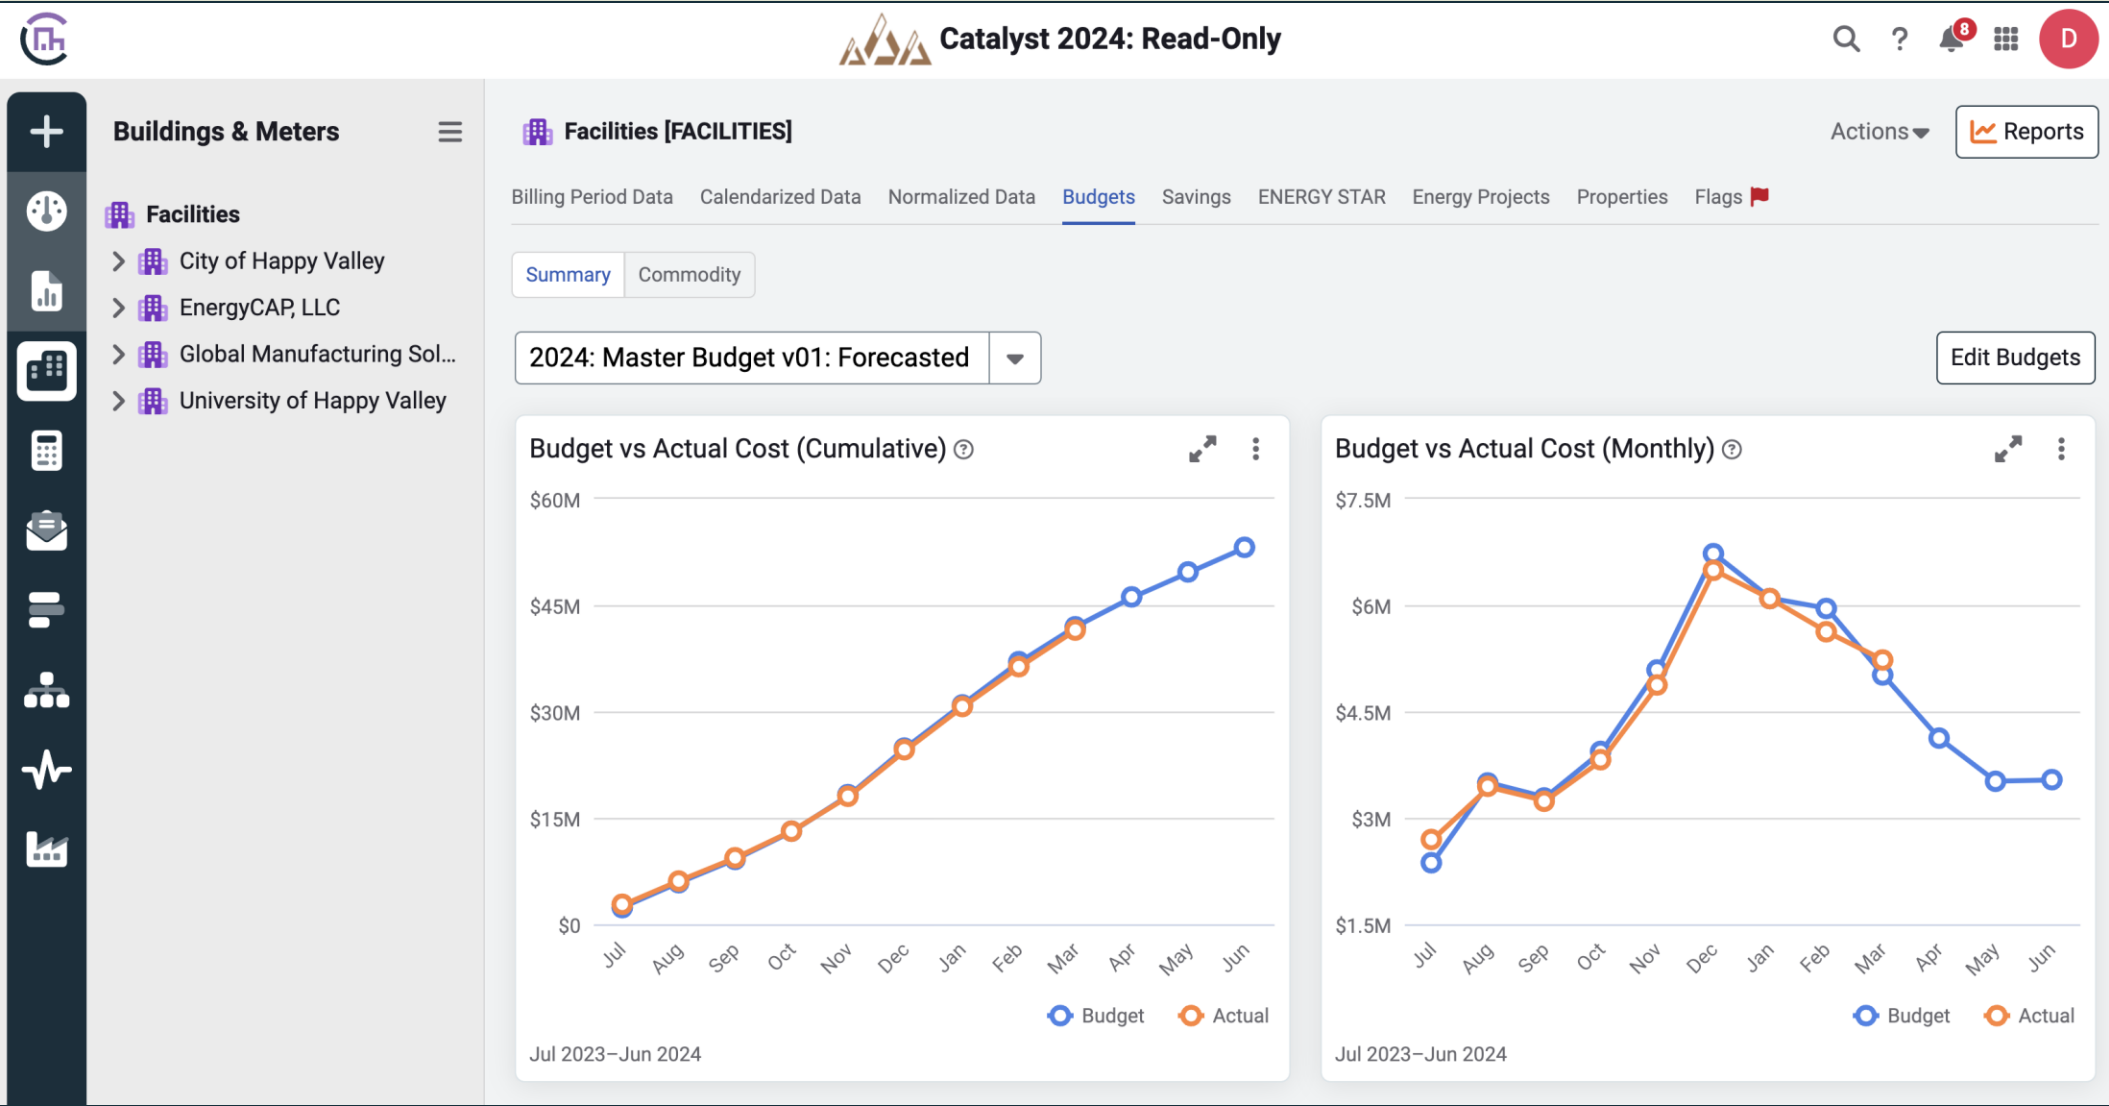 Catalyst 2024: Read-Only
8
D
Buildings & Meters
Facilities
City of Happy Valley
EnergyCAP, LLC
Global Manufacturing Sol...
University of Happy Valley
Facilities [FACILITIES]
Actions
Reports
Billing Period Data Calendarized Data Normalized Data Budgets Savings ENERGY STAR Energy Projects Properties Flags
Summary Commodity
2024: Master Budget v01: Forecasted
Edit Budgets
Budget vs Actual Cost (Cumulative)
$60M
$45M
$30M
$15M
$0
Jul Aug Sep Oct Nov Dec Jan Feb Mar Apr May Jun
Budget Actual
Jul 2023–Jun 2024
Budget vs Actual Cost (Monthly)
$7.5M
$6M
$4.5M
$3M
$1.5M
Jul Aug Sep Oct Nov Dec Jan Feb Mar Apr May Jun
Budget Actual
Jul 2023–Jun 2024